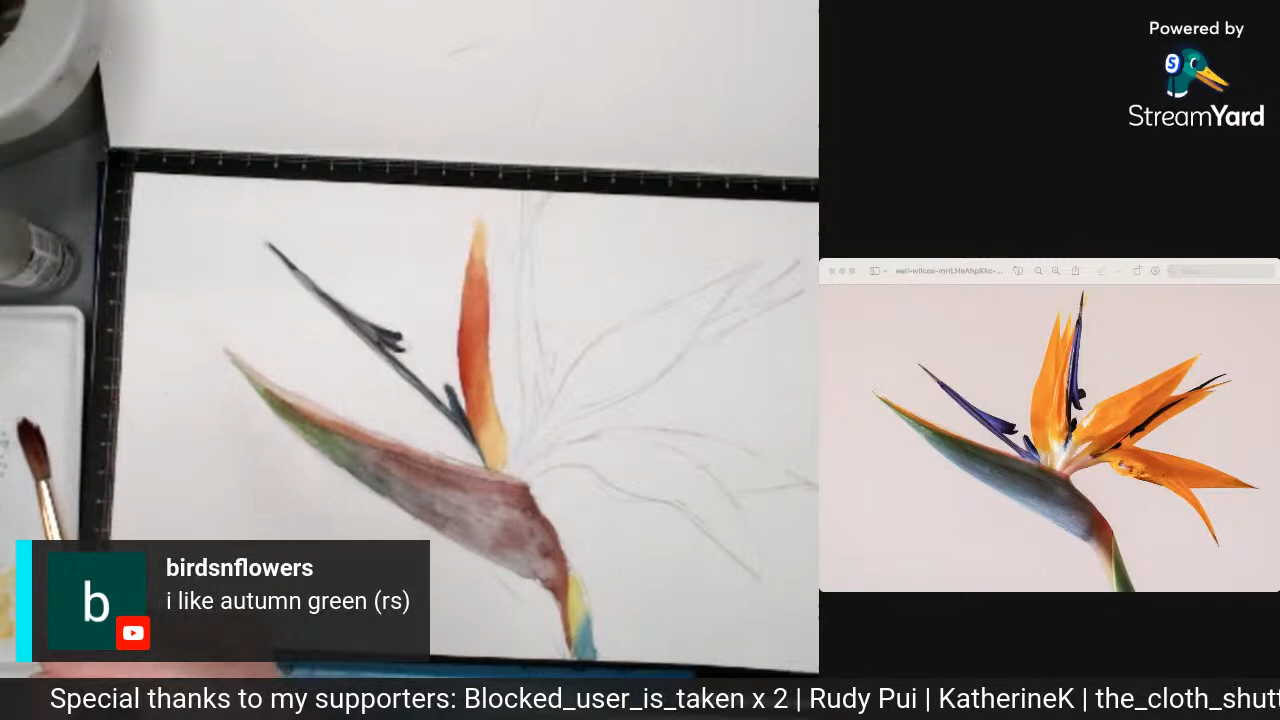 Powered by
S
StreamYard
b
birdsnflowers
i like autumn green (rs)
Special thanks to my supporters: Blocked_user_is_taken x 2 | Rudy Pui | KatherineK | the_cloth_shutt